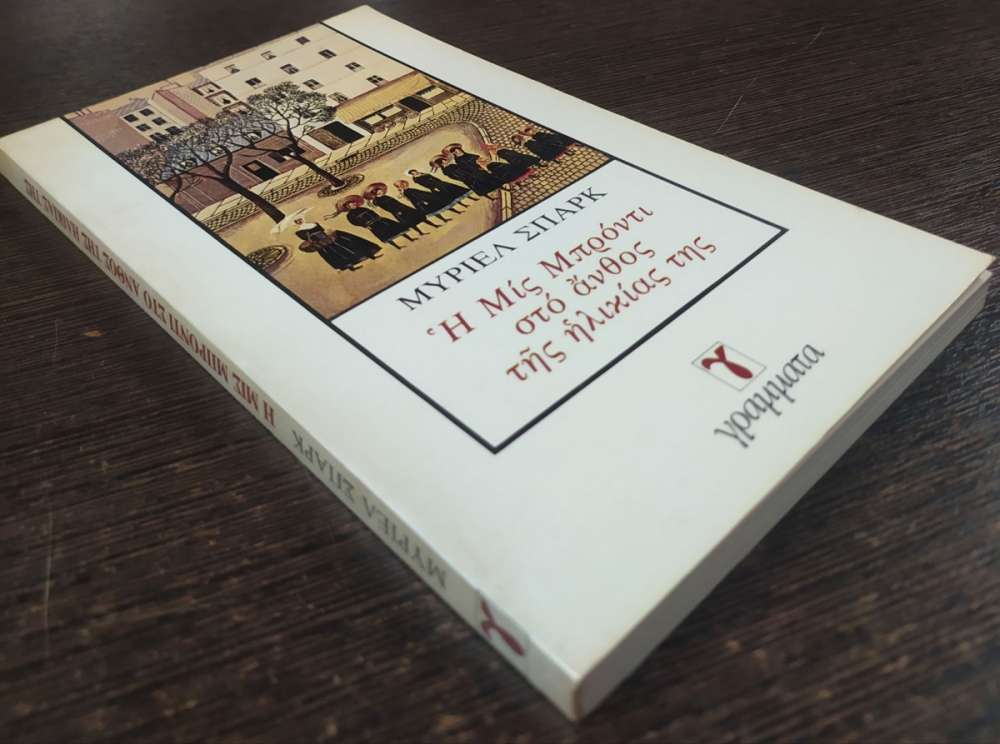 ΜΥΡΙΕΛ ΣΠΑΡΚ
Ἡ Μίς Μπρόντι
στό ἄνθος
τῆς ἡλικίας της
γ
γράμματα
ΜΥΡΙΕΛ ΣΠΑΡΚ Η ΜΙΣ ΜΠΡΟΝΤΙ ΣΤΟ ΑΝΘΟΣ ΤΗΣ ΗΛΙΚΙΑΣ ΤΗΣ
γ